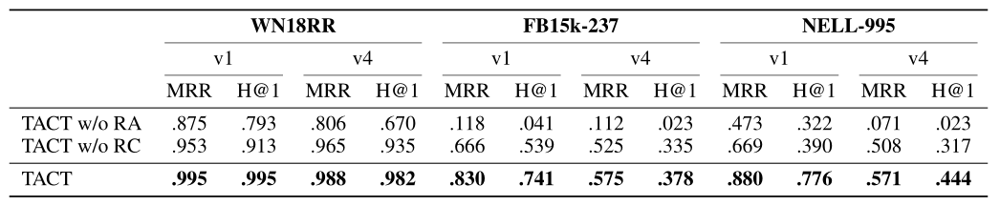 WN18RR FB15k-237 NELL-995
v1 v4 v1 v4 v1 v4
MRR H@1 MRR H@1 MRR H@1 MRR H@1 MRR H@1 MRR H@1
TACT w/o RA .875 .793 .806 .670 .118 .041 .112 .023 .473 .322 .071 .023
TACT w/o RC .953 .913 .965 .935 .666 .539 .525 .335 .669 .390 .508 .317
TACT .995 .995 .988 .982 .830 .741 .575 .378 .880 .776 .571 .444